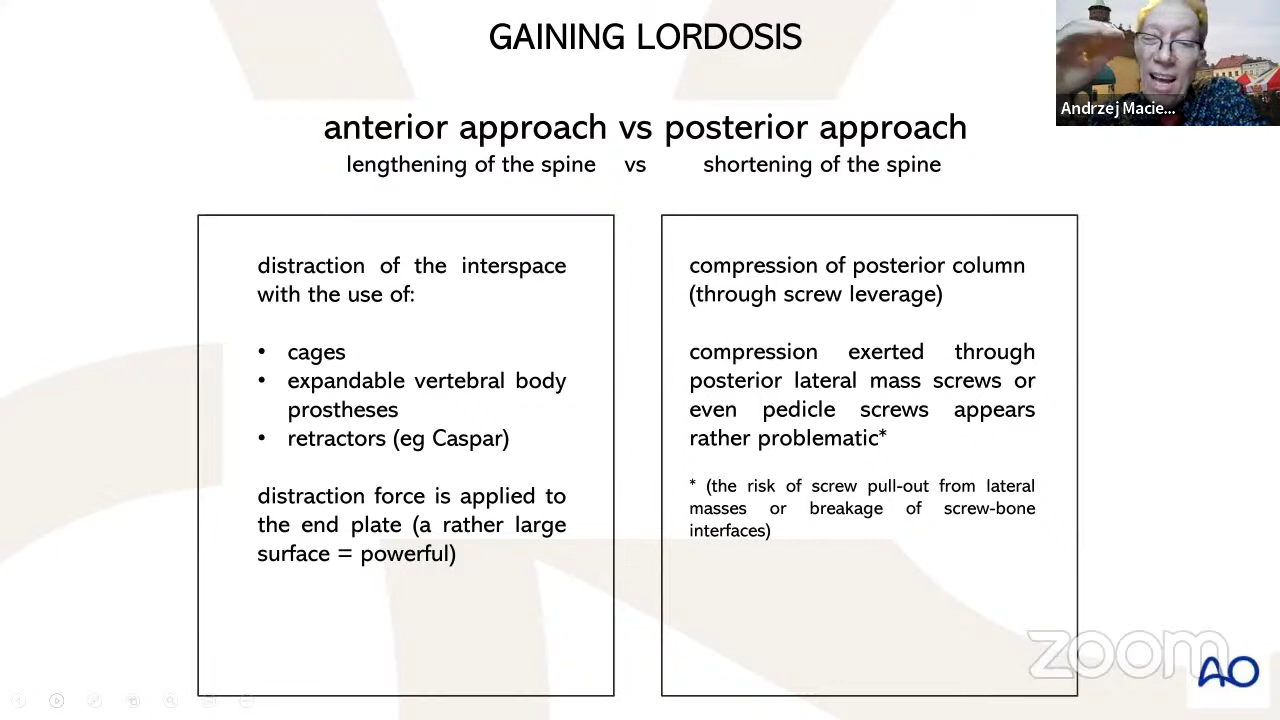 GAINING LORDOSIS
Andrzej Macie...
anterior approach vs posterior approach
lengthening of the spine vs shortening of the spine
distraction of the interspace
with the use of:
• cages
• expandable vertebral body
prostheses
• retractors (eg Caspar)
distraction force is applied to
the end plate (a rather large
surface = powerful)
compression of posterior column
(through screw leverage)
compression exerted through
posterior lateral mass screws or
even pedicle screws appears
rather problematic*
* (the risk of screw pull-out from lateral
masses or breakage of screw-bone
interfaces)
zoom
AO